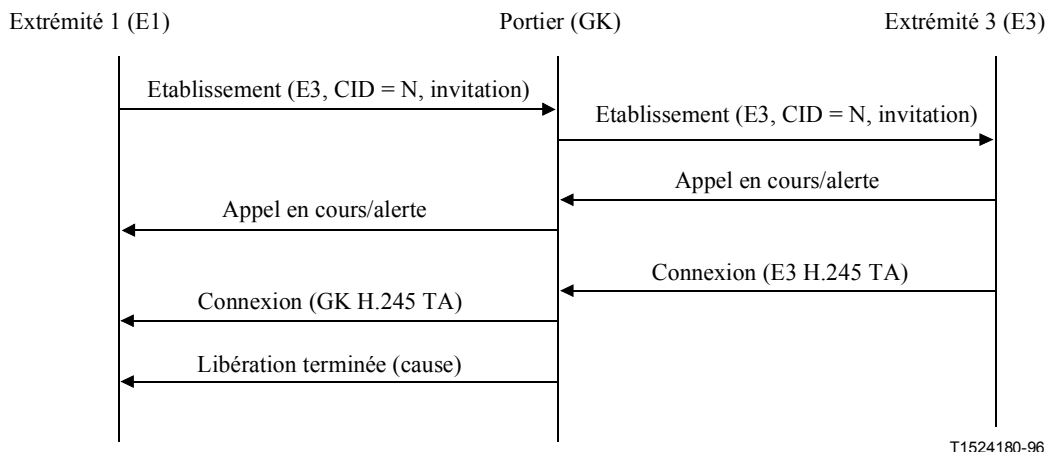 Extrémité 1 (E1)
Portier (GK)
Extrémité 3 (E3)
Etablissement (E3, CID = N, invitation)
Etablissement (E3, CID = N, invitation)
Appel en cours/alerte
Appel en cours/alerte
Connexion (E3 H.245 TA)
Connexion (GK H.245 TA)
Libération terminée (cause)
T1524180-96